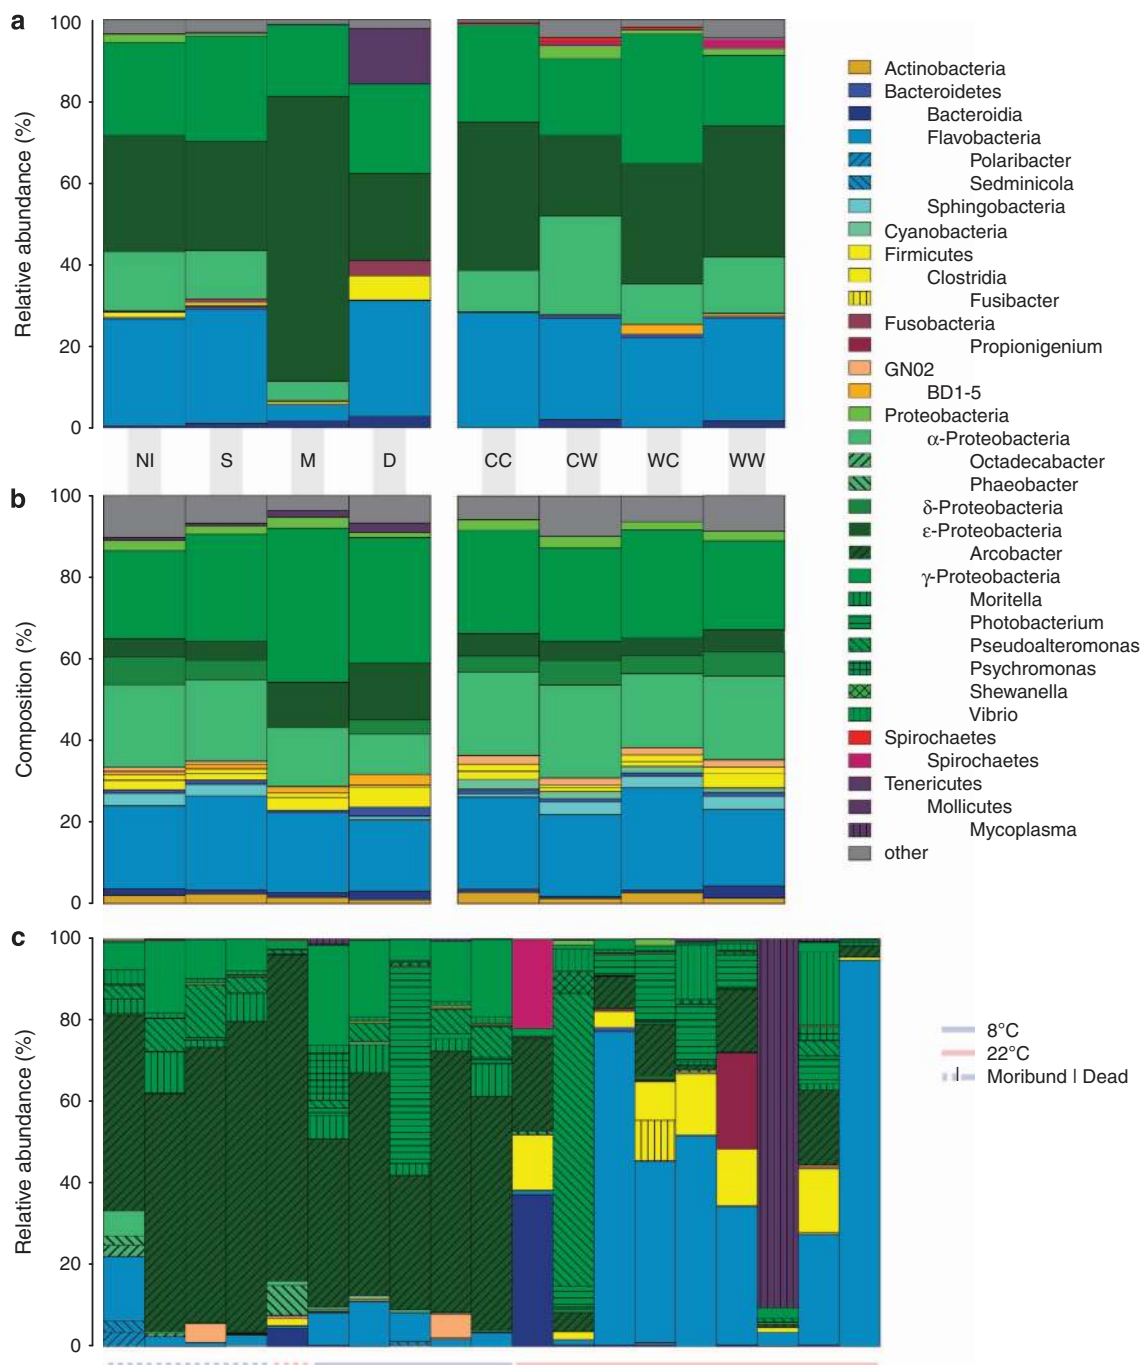 a
100
80
60
40
20
0
Relative abundance (%)
NI S M D CC CW WC WW
b
100
80
60
40
20
0
Composition (%)
c
100
80
60
40
20
0
Relative abundance (%)
Actinobacteria
Bacteroidetes
Bacteroidia
Flavobacteria
Polaribacter
Sedminicola
Sphingobacteria
Cyanobacteria
Firmicutes
Clostridia
Fusibacter
Fusobacteria
Propionigenium
GN02
BD1-5
Proteobacteria
α-Proteobacteria
Octadecabacter
Phaeobacter
δ-Proteobacteria
ε-Proteobacteria
Arcobacter
γ-Proteobacteria
Moritella
Photobacterium
Pseudoalteromonas
Psychromonas
Shewanella
Vibrio
Spirochaetes
Spirochaetes
Tenericutes
Mollicutes
Mycoplasma
other
8°C
22°C
Moribund | Dead